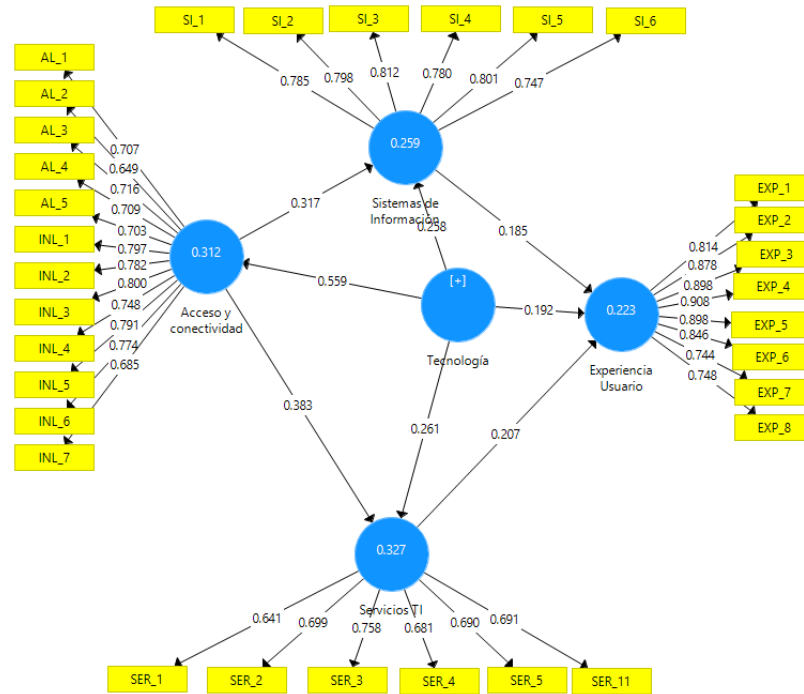 SI_1
SI_2
SI_3
SI_4
SI_5
SI_6
0.785
0.798
0.812
0.780
0.801
0.747
AL_1
AL_2
AL_3
AL_4
AL_5
INL_1
INL_2
INL_3
INL_4
INL_5
INL_6
INL_7
0.707
0.649
0.716
0.709
0.703
0.797
0.782
0.800
0.748
0.791
0.774
0.685
0.259
Sistemas de
Información
0.317
0.258
0.185
0.312
Acceso y
conectividad
0.559
[+]
Tecnología
0.192
0.223
Experiencia
Usuario
0.814
0.878
0.898
0.908
0.898
0.846
0.744
0.748
EXP_1
EXP_2
EXP_3
EXP_4
EXP_5
EXP_6
EXP_7
EXP_8
0.383
0.261
0.207
0.327
Servicios TI
0.641
0.699
0.758
0.681
0.690
0.691
SER_1
SER_2
SER_3
SER_4
SER_5
SER_11